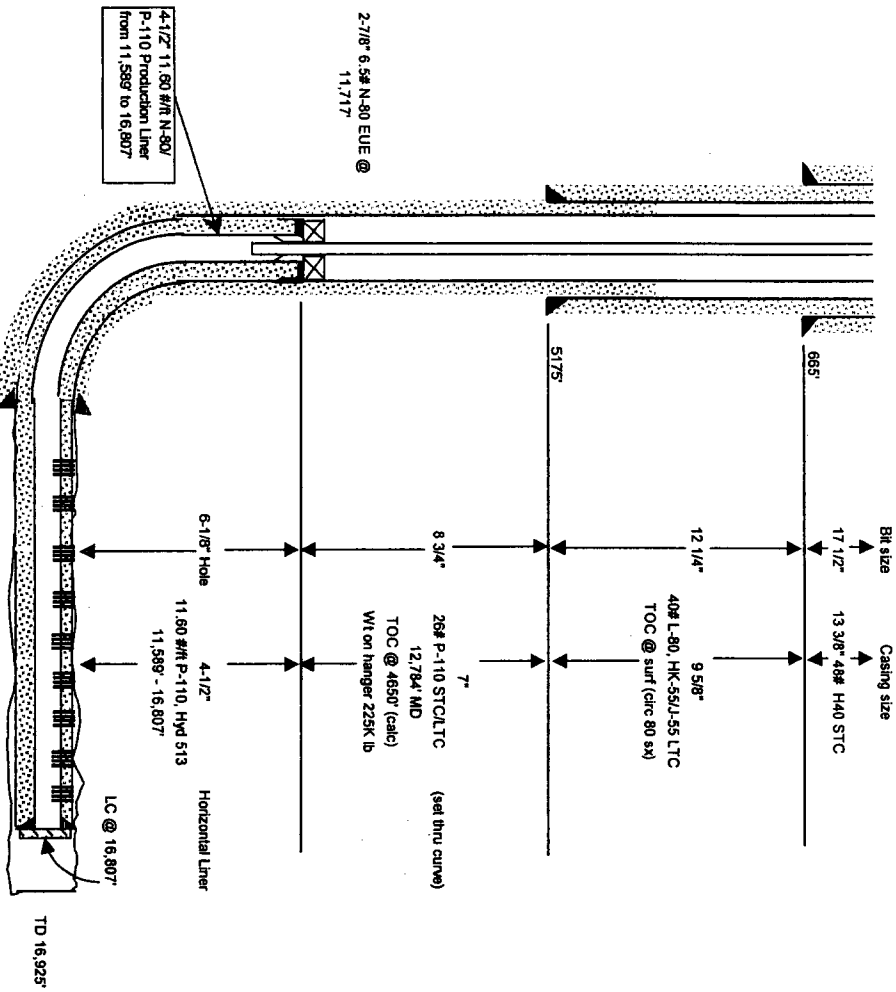 Bit size
Casing size
17 1/2"
13 3/8" 48# H40 STC
665'
12 1/4"
9 5/8"
40# L-80, HK-55/J-55 LTC
TOC @ surf (circ 80 sx)
5175'
8 3/4"
7"
26# P-110 STC/LTC
(set thru curve)
12,784' MD
TOC @ 4650' (calc)
Wt on hanger 225K lb
2-7/8" 6.5# N-80 EUE @
11,717'
4-1/2" 11.60 #/ft N-80/
P-110 Production Liner
from 11,589' to 16,807'
6-1/8" Hole
4-1/2"
Horizontal Liner
11.60 #/ft P-110, Hyd 513
11,589' - 16,807'
LC @ 16,807'
TD 16,925'